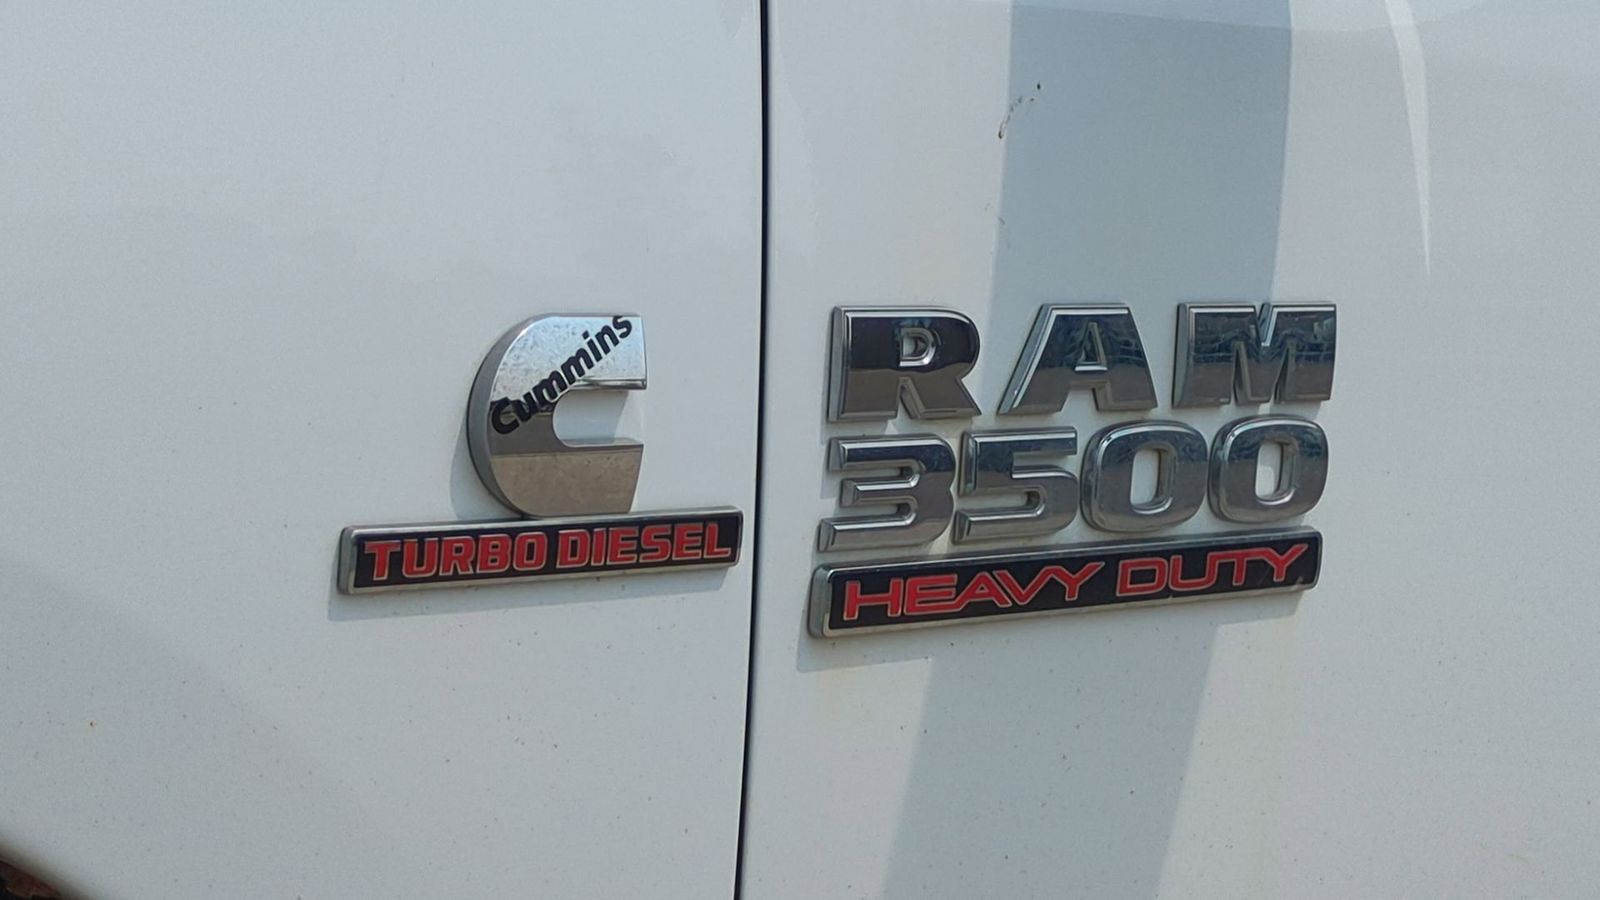 Cummins
TURBO DIESEL
RAM
3500
HEAVY DUTY